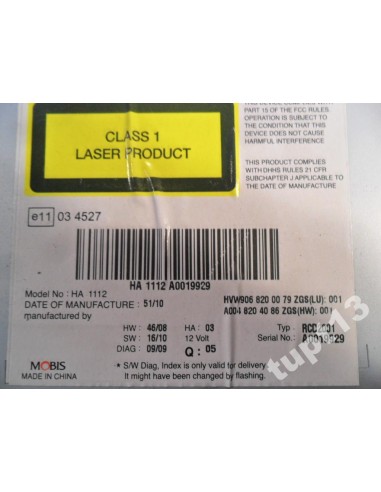 THIS DEVICE COMPLIES WITH
PART 15 OF THE FCC RULES.
OPERATION IS SUBJECT TO
THE CONDITION THAT THIS
DEVICE DOES NOT CAUSE
HARMFUL INTERFERENCE
CLASS 1
LASER PRODUCT
THIS PRODUCT COMPLIES
WITH DHHS RULES 21 CFR
SUBCHAPTER J APPLICABLE TO
THE DATE OF MANUFACTURE
e11 03 4527
HA 1112 A0019929
Model No : HA 1112
DATE OF MANUFACTURE : 51/10
manufactured by
HVW906 820 00 79 ZGS(LU): 001
A004 820 40 86 ZGS(HW): 001
HW : 46/08 HA : 03 Typ.
SW : 16/10 12 Volt Serial No.: A0019929
DIAG : 09/09 Q : 05
MOBIS
MADE IN CHINA
* S/W Diag, Index is only valid for delivery.
It might have been changed by flashing.